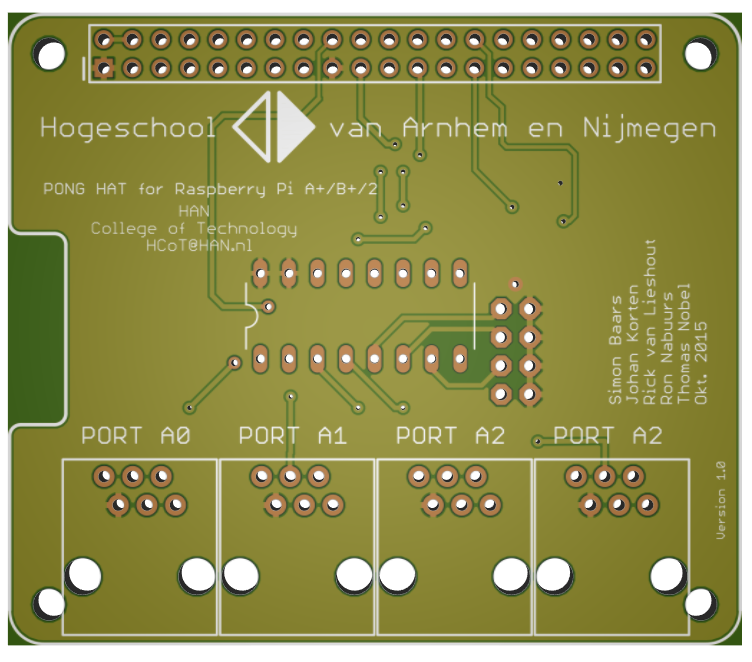 Hogeschool van Arnhem en Nijmegen
PONG HAT for Raspberry Pi A+/B+/2
HAN
College of Technology
HCoT@HAN.nl
Simon Baars
Johan Korten
Rick van Lieshout
Ron Nabuurs
Thomas Nobel
Okt. 2015
PORT A0 PORT A1 PORT A2 PORT A2
Version 1.0